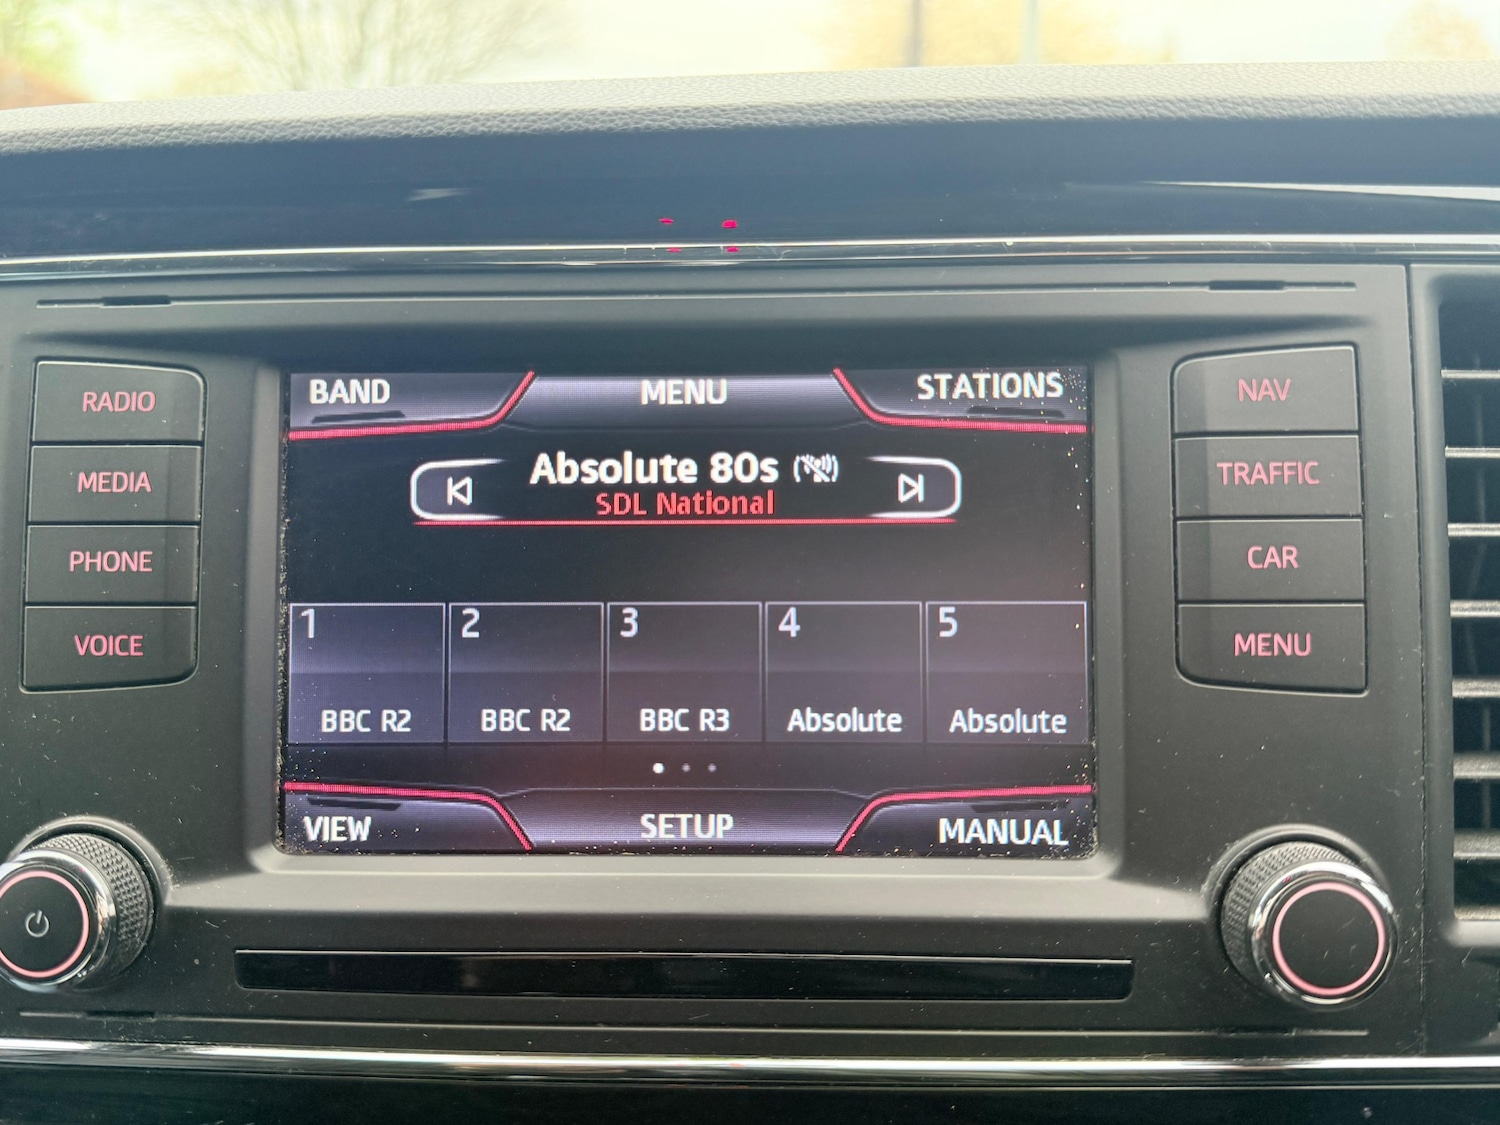 RADIO
MEDIA
PHONE
VOICE
BAND
MENU
STATIONS
Absolute 80s
SDL National
1
2
3
4
5
BBC R2
BBC R2
BBC R3
Absolute
Absolute
VIEW
SETUP
MANUAL
NAV
TRAFFIC
CAR
MENU